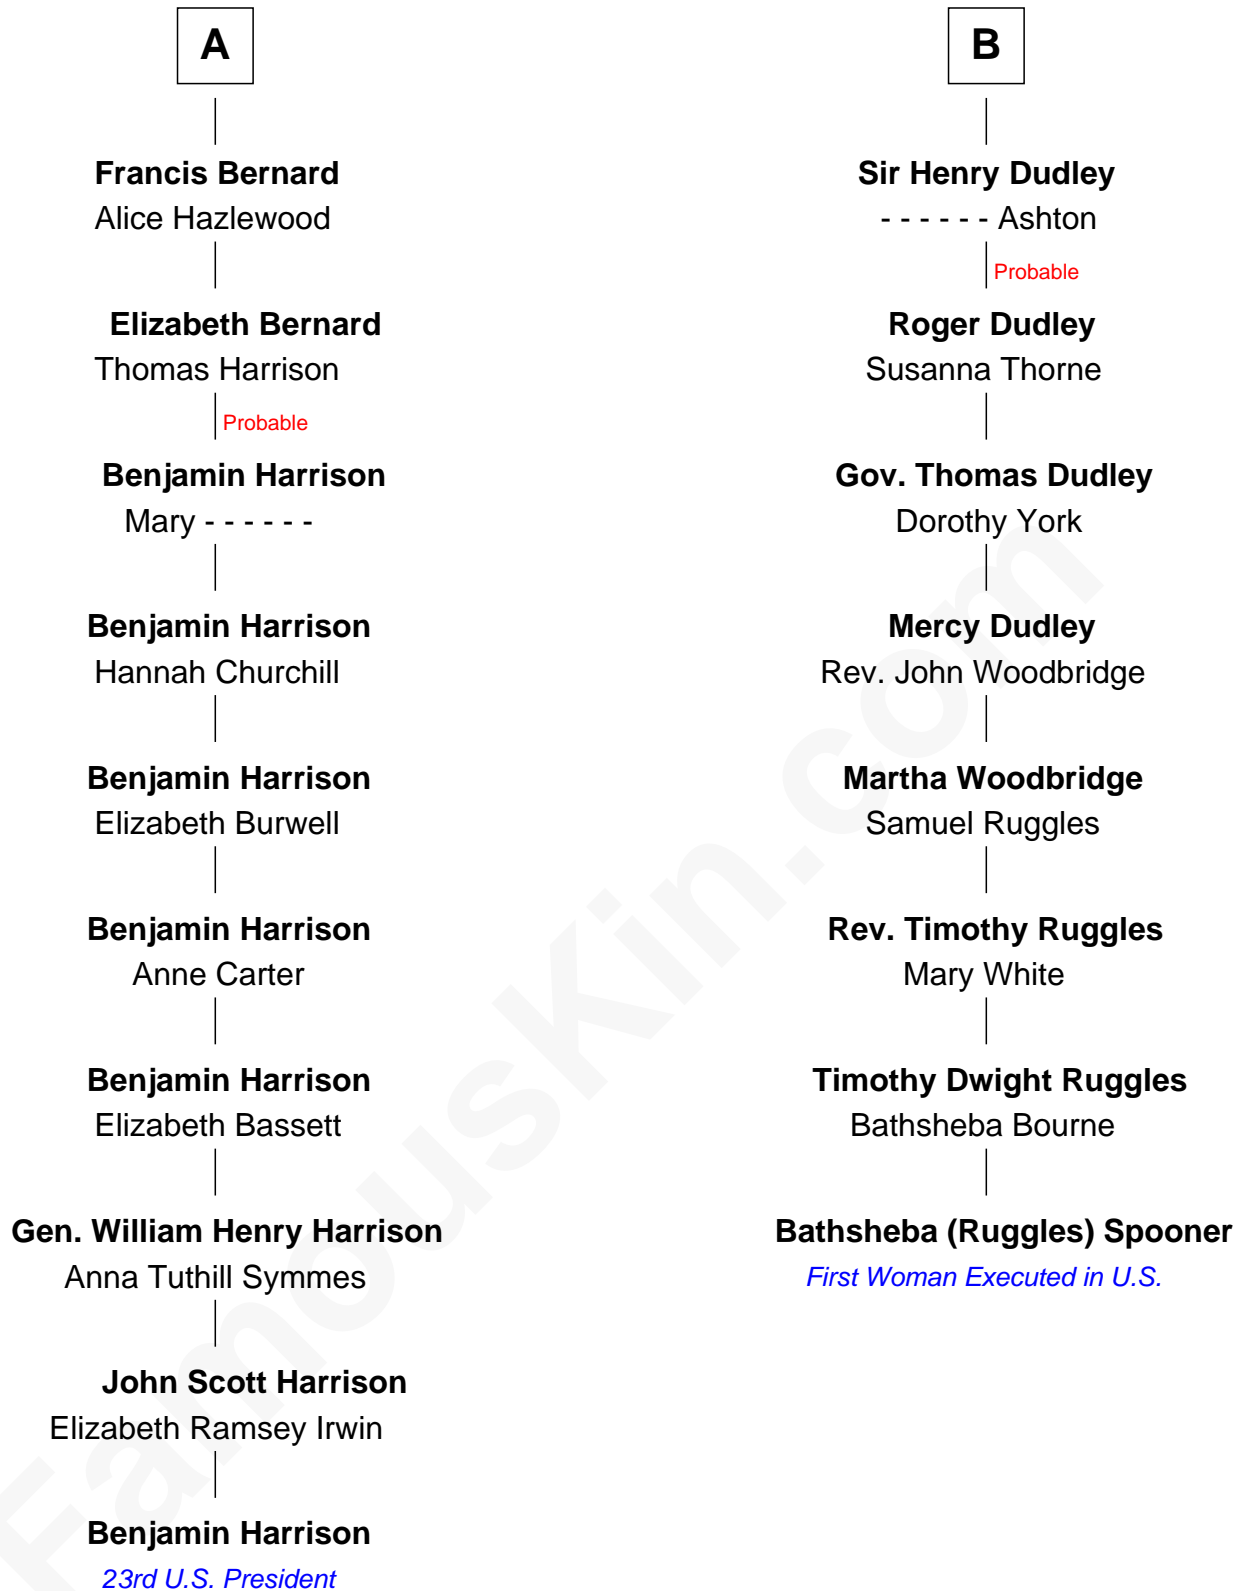 A
Francis Bernard
Alice Hazlewood
Elizabeth Bernard
Thomas Harrison
Probable
Benjamin Harrison
Mary - - - - - -
Benjamin Harrison
Hannah Churchill
Benjamin Harrison
Elizabeth Burwell
Benjamin Harrison
Anne Carter
Benjamin Harrison
Elizabeth Bassett
Gen. William Henry Harrison
Anna Tuthill Symmes
John Scott Harrison
Elizabeth Ramsey Irwin
Benjamin Harrison
23rd U.S. President
B
Sir Henry Dudley
- - - - - - Ashton
Probable
Roger Dudley
Susanna Thorne
Gov. Thomas Dudley
Dorothy York
Mercy Dudley
Rev. John Woodbridge
Martha Woodbridge
Samuel Ruggles
Rev. Timothy Ruggles
Mary White
Timothy Dwight Ruggles
Bathsheba Bourne
Bathsheba (Ruggles) Spooner
First Woman Executed in U.S.
FamousKin.com